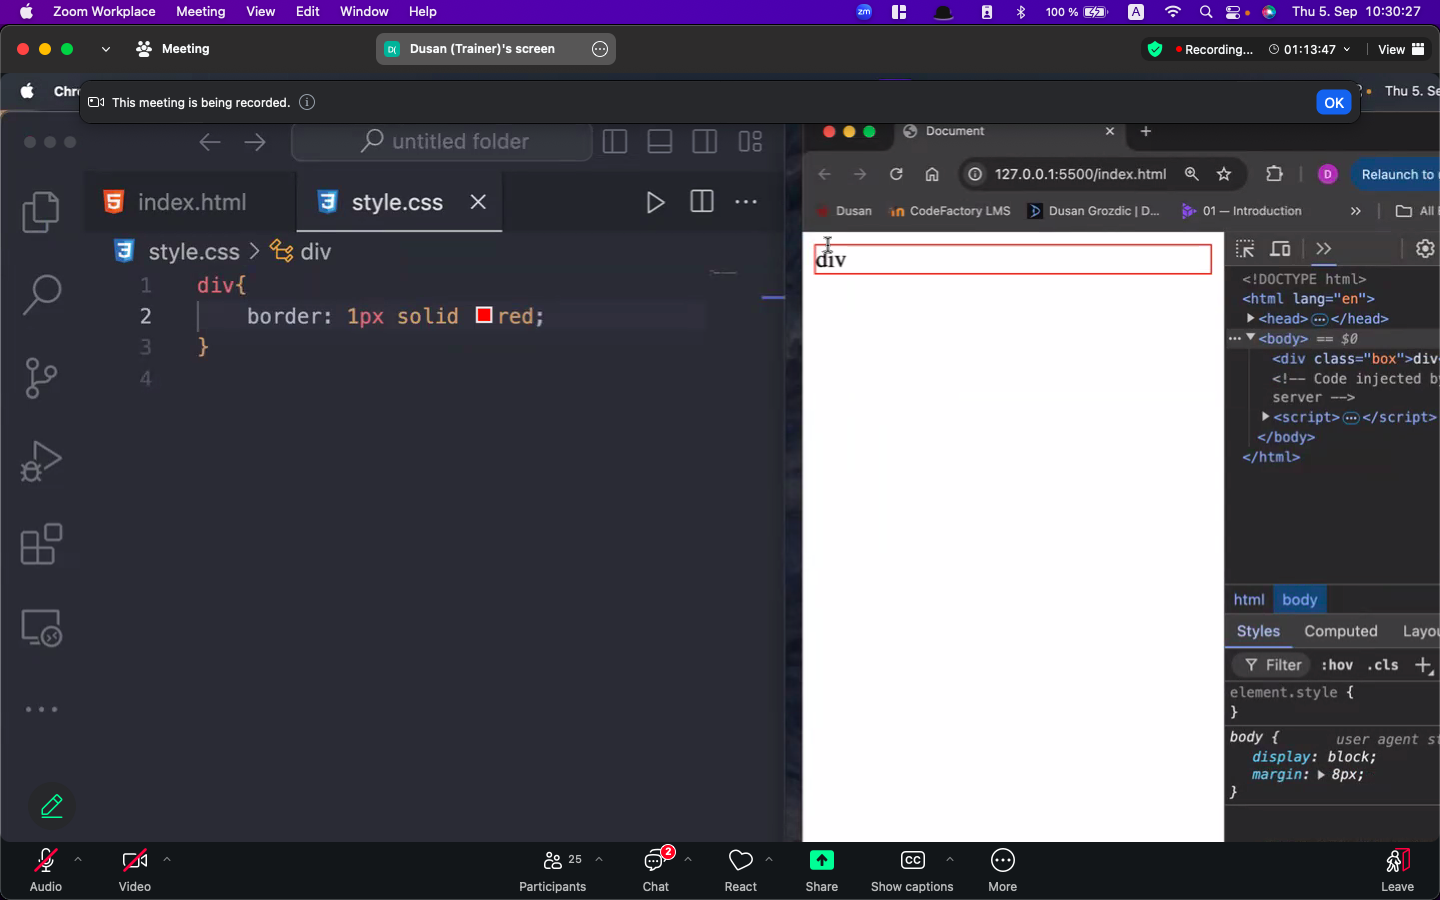 Zoom Workplace Meeting View Edit Window Help zm 100 % A Thu 5. Sep 10:30:27
Meeting D( Dusan (Trainer)'s screen Recording... 01:13:47 View
Thu 5. Se
This meeting is being recorded. OK
untitled folder
index.html style.css
style.css > div
1 div{
2 border: 1px solid red;
3 }
4
Document
127.0.0.1:5500/index.html D Relaunch to
Dusan CodeFactory LMS Dusan Grozdic | D... 01 — Introduction » All
div
<!DOCTYPE html>
<html lang="en">
<head>…</head>
<body> == $0
<div class="box">div
<!-- Code injected by
server -->
<script>…</script>
</body>
</html>
html body
Styles Computed Layou
Filter :hov .cls +
element.style {
}
body { user agent st
display: block;
margin: 8px;
}
Audio Video Participants 25 Chat 2 React Share CC Show captions More Leave